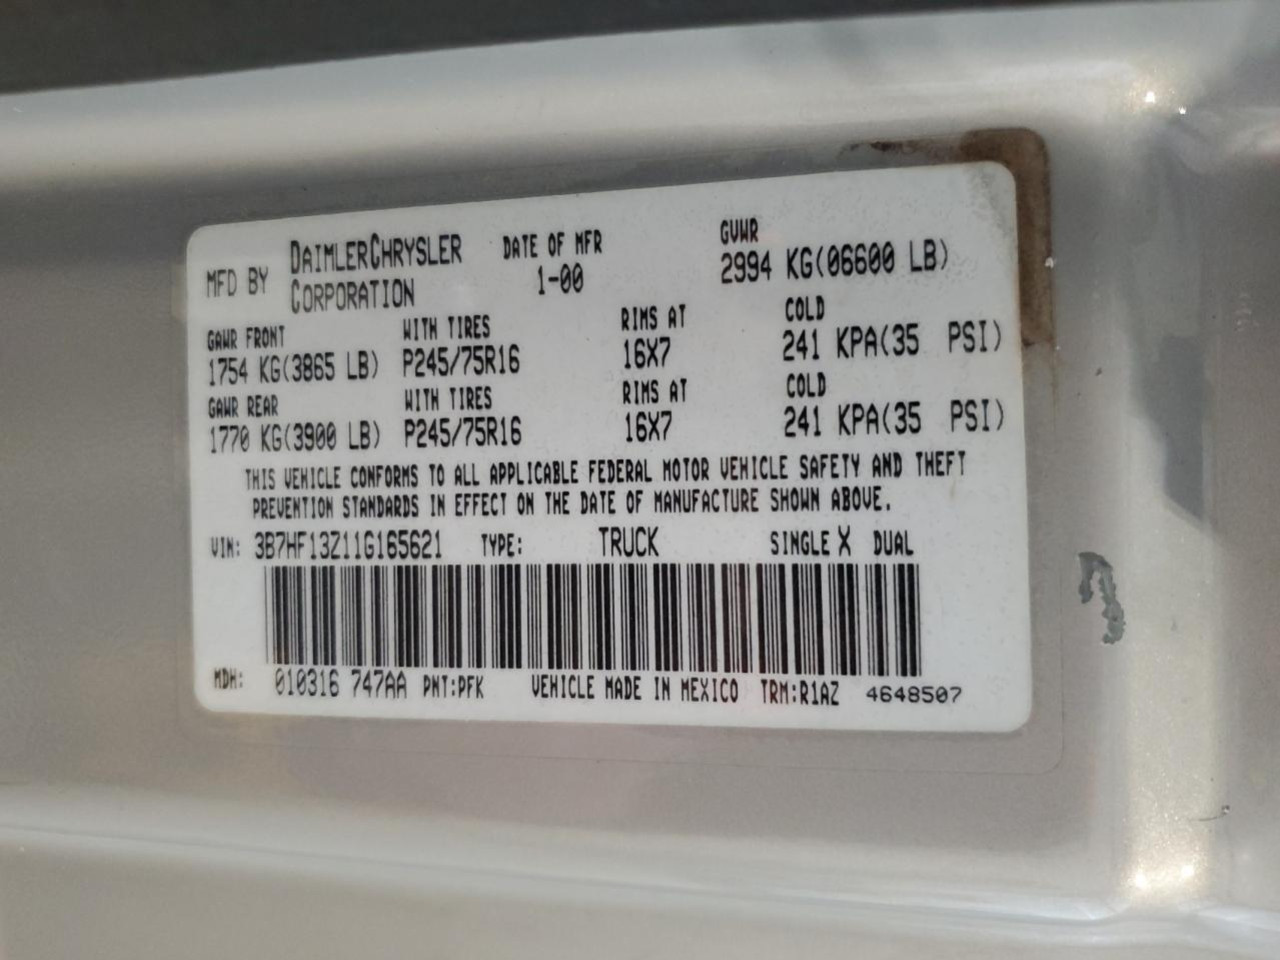 MFD BY DAIMLERCHRYSLER CORPORATION
DATE OF MFR 1-00
GVWR 2994 KG(06600 LB)
GAWR FRONT WITH TIRES RIMS AT COLD
1754 KG(3865 LB) P245/75R16 16X7 241 KPA(35 PSI)
GAWR REAR WITH TIRES RIMS AT COLD
1770 KG(3900 LB) P245/75R16 16X7 241 KPA(35 PSI)
THIS VEHICLE CONFORMS TO ALL APPLICABLE FEDERAL MOTOR VEHICLE SAFETY AND THEFT
PREVENTION STANDARDS IN EFFECT ON THE DATE OF MANUFACTURE SHOWN ABOVE.
VIN: 3B7HF13Z11G165621 TYPE: TRUCK SINGLE X DUAL
MDH: 010316 747AA PNT:PFK VEHICLE MADE IN MEXICO TRM:R1AZ 4648507